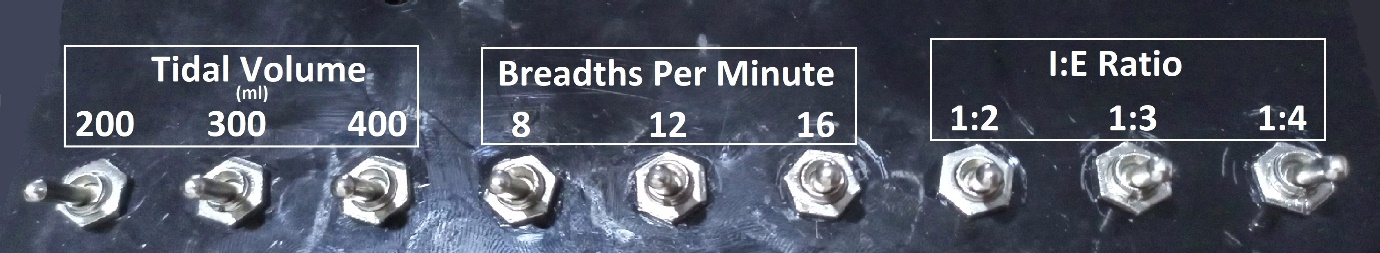 Tidal Volume
(ml)
200 300 400
Breadths Per Minute
8 12 16
I:E Ratio
1:2 1:3 1:4